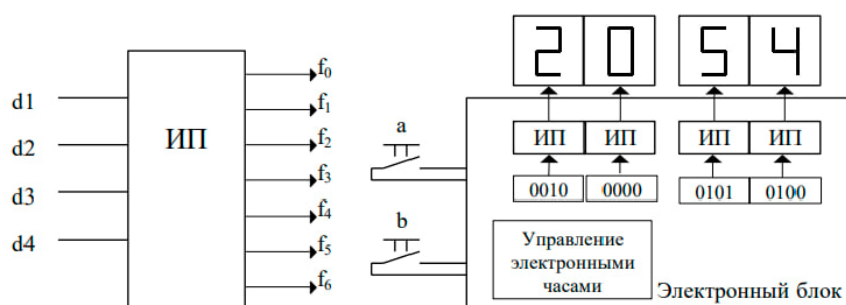 d1
d2
d3
d4
ИП
f0
f1
f2
f3
f4
f5
f6
a
b
2 0 5 4
ИП ИП ИП ИП
0010 0000 0101 0100
Управление
электронными
часами
Электронный блок